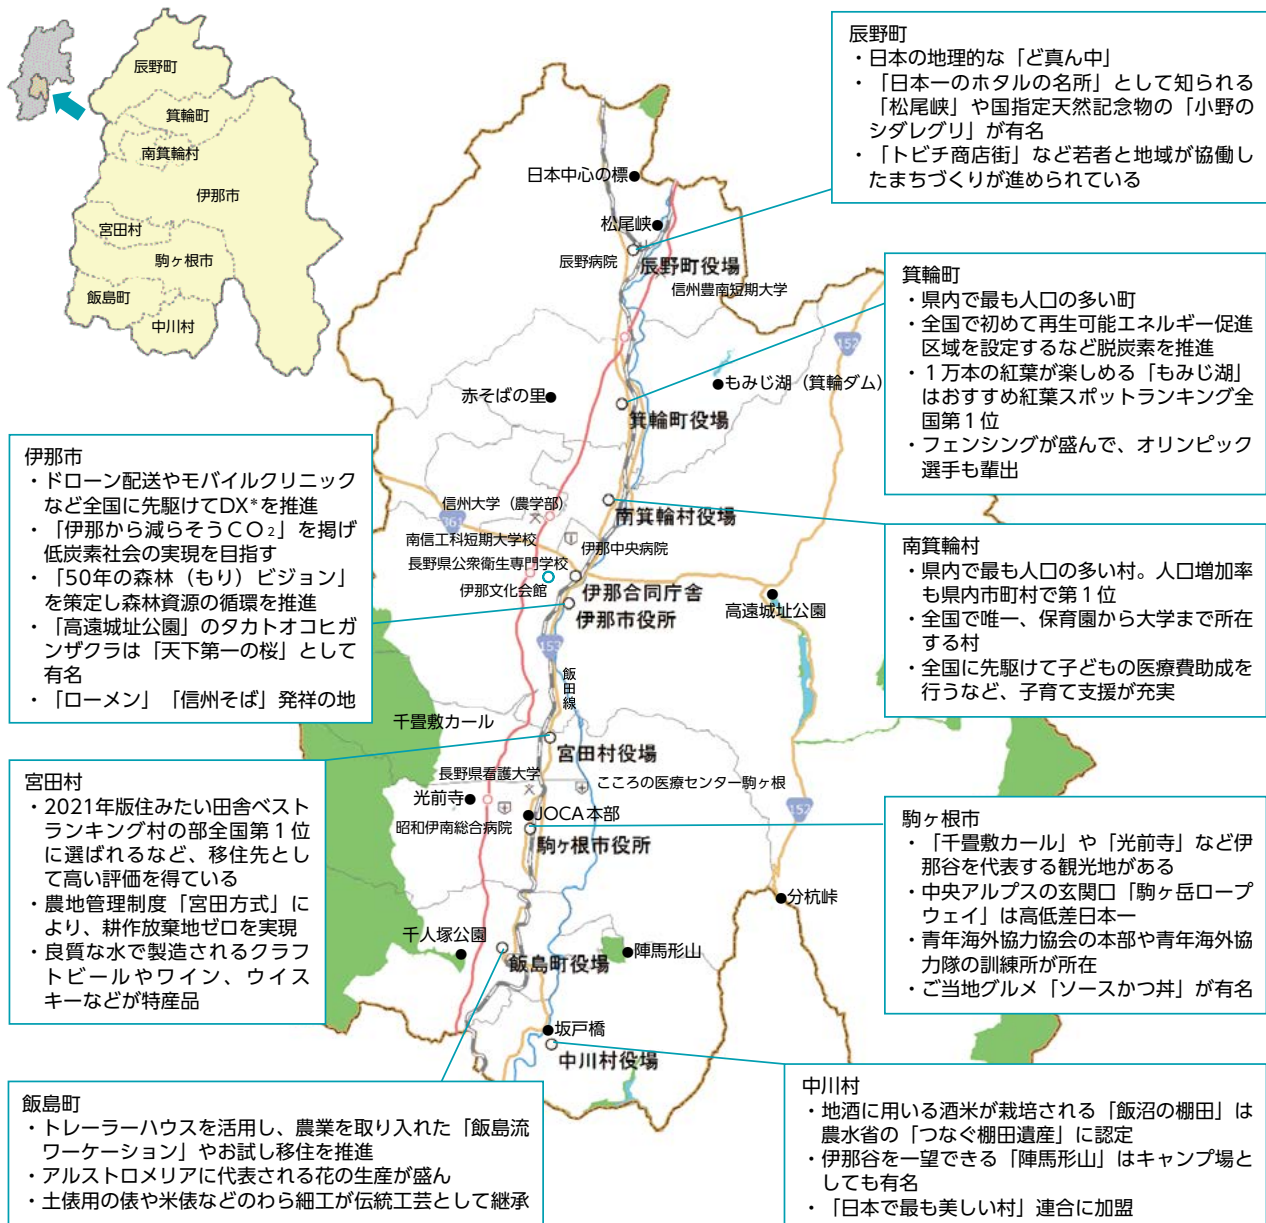 辰野町
箕輪町
南箕輪村
伊那市
宮田村
駒ヶ根市
飯島町
中川村
辰野町
・日本の地理的な「ど真ん中」
・「日本一のホタルの名所」として知られる
「松尾峡」や国指定天然記念物の「小野の
シダレグリ」が有名
・「トビチ商店街」など若者と地域が協働し
たまちづくりが進められている
箕輪町
・県内で最も人口の多い町
・全国で初めて再生可能エネルギー促進
区域を設定するなど脱炭素を推進
・１万本の紅葉が楽しめる「もみじ湖」
はおすすめ紅葉スポットランキング全
国第１位
・フェンシングが盛んで、オリンピック
選手も輩出
南箕輪村
・県内で最も人口の多い村。人口増加率
も県内市町村で第１位
・全国で唯一、保育園から大学まで所在
する村
・全国に先駆けて子どもの医療費助成を
行うなど、子育て支援が充実
伊那市
・ドローン配送やモバイルクリニック
など全国に先駆けてDX*を推進
・「伊那から減らそうＣＯ₂」を掲げ
低炭素社会の実現を目指す
・「50年の森林（もり）ビジョン」
を策定し森林資源の循環を推進
・「高遠城址公園」のタカトオコヒガ
ンザクラは「天下第一の桜」として
有名
・「ローメン」「信州そば」発祥の地
宮田村
・2021年版住みたい田舎ベスト
ランキング村の部全国第１位
に選ばれるなど、移住先とし
て高い評価を得ている
・農地管理制度「宮田方式」に
より、耕作放棄地ゼロを実現
・良質な水で製造されるクラフ
トビールやワイン、ウイス
キーなどが特産品
駒ヶ根市
・「千畳敷カール」や「光前寺」など伊
那谷を代表する観光地がある
・中央アルプスの玄関口「駒ヶ岳ロープ
ウェイ」は高低差日本一
・青年海外協力協会の本部や青年海外協
力隊の訓練所が所在
・ご当地グルメ「ソースかつ丼」が有名
飯島町
・トレーラーハウスを活用し、農業を取り入れた「飯島流
ワーケーション」やお試し移住を推進
・アルストロメリアに代表される花の生産が盛ん
・土俵用の俵や米俵などのわら細工が伝統工芸として継承
中川村
・地酒に用いる酒米が栽培される「飯沼の棚田」は
農水省の「つなぐ棚田遺産」に認定
・伊那谷を一望できる「陣馬形山」はキャンプ場と
しても有名
・「日本で最も美しい村」連合に加盟
日本中心の標
松尾峡
辰野病院
辰野町役場
信州豊南短期大学
152
もみじ湖（箕輪ダム）
赤そばの里
箕輪町役場
信州大学（農学部）
361
南箕輪村役場
南信工科短期大学校
伊那中央病院
長野県公衆衛生専門学校
伊那文化会館
伊那合同庁舎
伊那市役所
高遠城址公園
153
飯田線
千畳敷カール
宮田村役場
長野県看護大学
こころの医療センター駒ヶ根
光前寺
152
JOCA本部
昭和伊南総合病院
駒ヶ根市役所
分杭峠
千人塚公園
飯島町役場
陣馬形山
坂戸橋
中川村役場